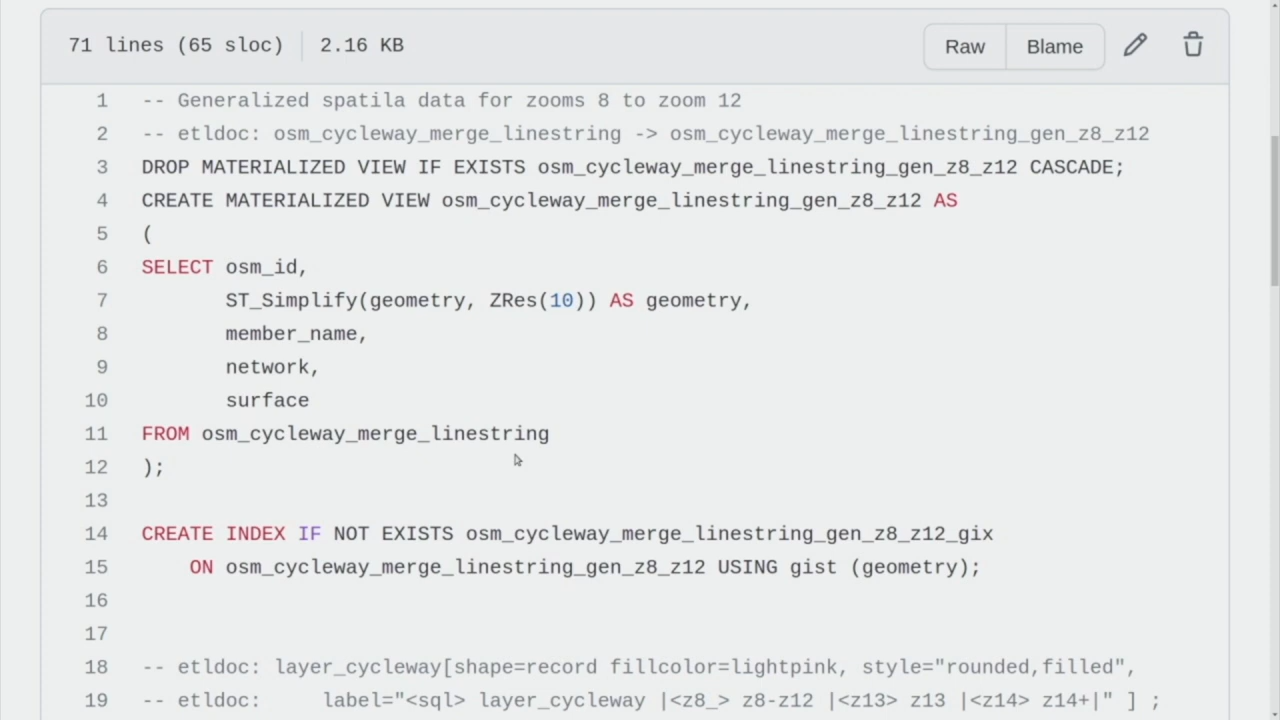 71 lines (65 sloc) 2.16 KB Raw Blame
1 -- Generalized spatila data for zooms 8 to zoom 12
2 -- etldoc: osm_cycleway_merge_linestring -> osm_cycleway_merge_linestring_gen_z8_z12
3 DROP MATERIALIZED VIEW IF EXISTS osm_cycleway_merge_linestring_gen_z8_z12 CASCADE;
4 CREATE MATERIALIZED VIEW osm_cycleway_merge_linestring_gen_z8_z12 AS
5 (
6 SELECT osm_id,
7        ST_Simplify(geometry, ZRes(10)) AS geometry,
8        member_name,
9        network,
10        surface
11 FROM osm_cycleway_merge_linestring
12 );
13
14 CREATE INDEX IF NOT EXISTS osm_cycleway_merge_linestring_gen_z8_z12_gix
15     ON osm_cycleway_merge_linestring_gen_z8_z12 USING gist (geometry);
16
17
18 -- etldoc: layer_cycleway[shape=record fillcolor=lightpink, style="rounded,filled",
19 -- etldoc:     label="<sql> layer_cycleway |<z8_> z8-z12 |<z13> z13 |<z14> z14+|" ] ;